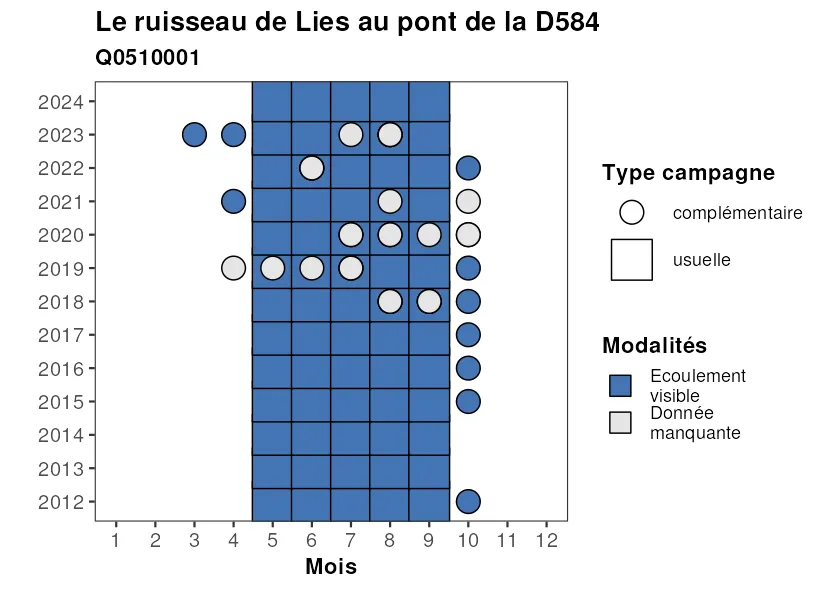 Le ruisseau de Lies au pont de la D584
Q0510001
2024
2023
2022
2021
2020
2019
2018
2017
2016
2015
2014
2013
2012
1 2 3 4 5 6 7 8 9 10 11 12
Mois
Type campagne
complémentaire
usuelle
Modalités
Ecoulement
visible
Donnée
manquante